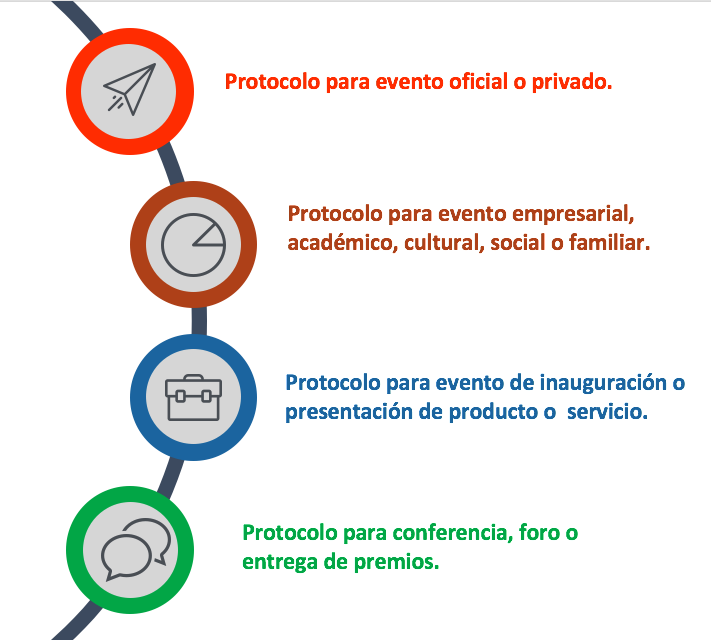 Protocolo para evento oficial o privado.
Protocolo para evento empresarial,
académico, cultural, social o familiar.
Protocolo para evento de inauguración o
presentación de producto o  servicio.
Protocolo para conferencia, foro o
entrega de premios.